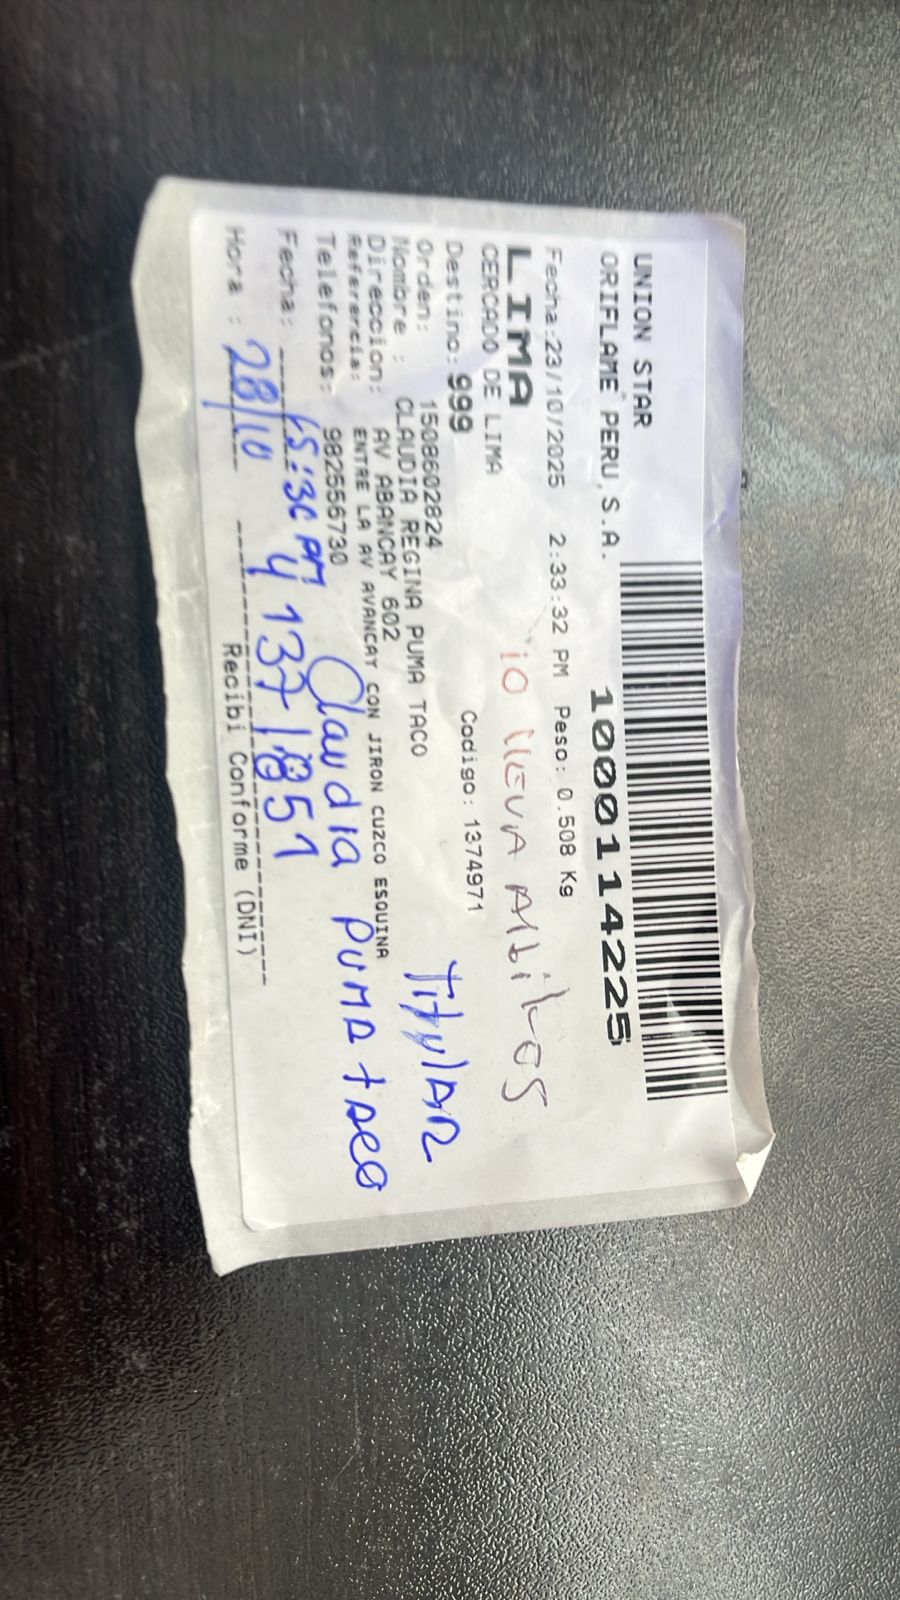 UNION STAR
ORIFLAME PERU S.A.
1000114225
Fecha:23/10/2025 2:33:32 PM Peso: 0.508 Kg
LIMA
CERCADO DE LIMA
Destino: 999 Codigo: 1374971
Orden: 1508602824
Nombre : CLAUDIA REGINA PUMA TACO
Direccion: AV ABANCAY 602
Referencia: ENTRE LA AV AVANCAY CON JIRON CUZCO ESQUINA
Telefonos: 982556730
TitulAR
Claudia PUMA tAco
Fecha: 15:30 PM
41371851
Hora : 28/10
Recibi Conforme (DNI)